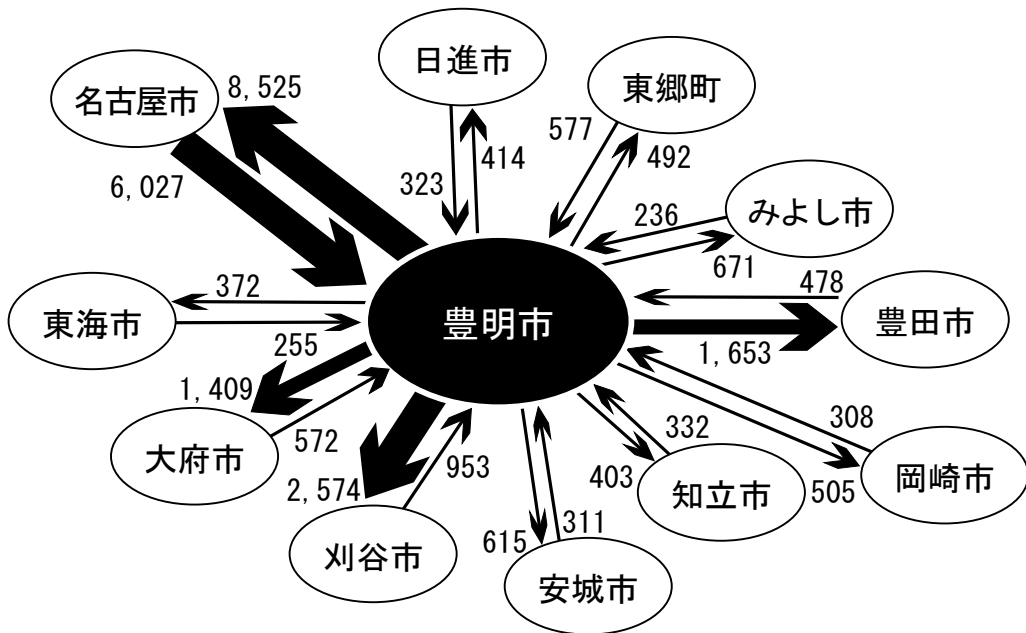 日進市
東郷町
名古屋市
8,525
577
492
414
323
6,027
みよし市
236
671
372
478
東海市
豊明市
豊田市
255
1,653
1,409
308
332
572
大府市
953
403
岡崎市
2,574
知立市
505
311
615
刈谷市
安城市